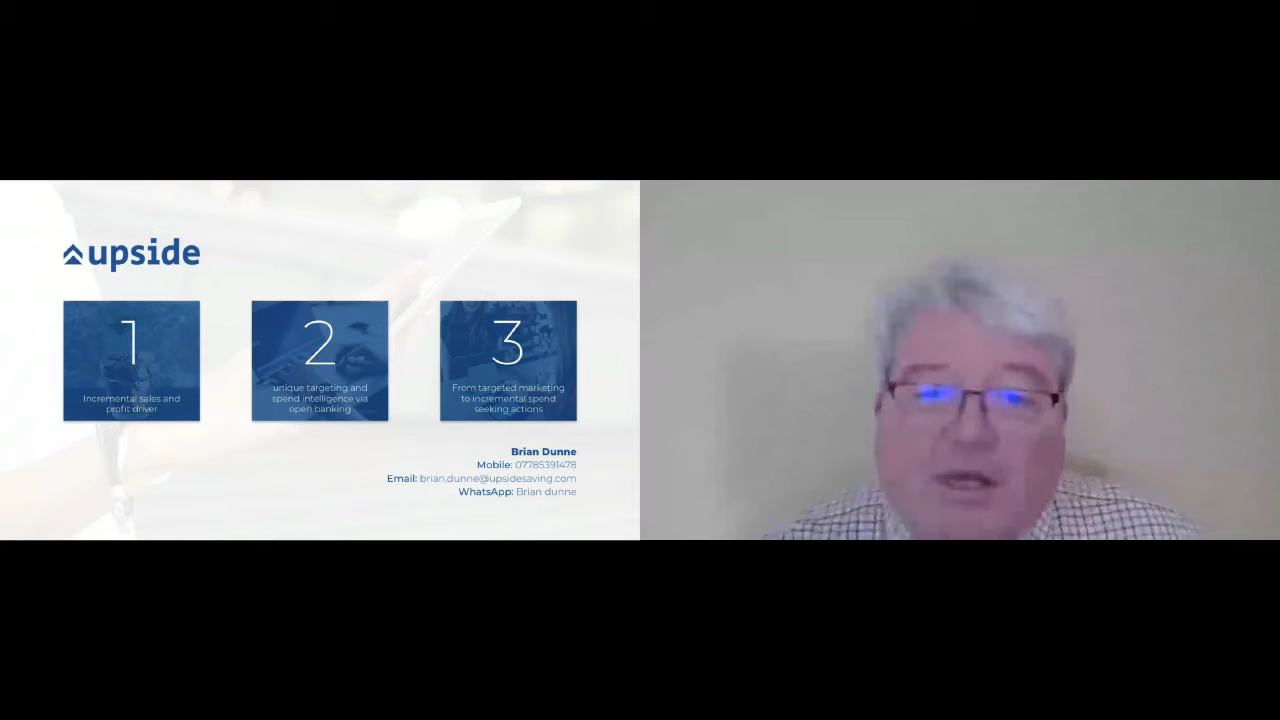 upside
1
Incremental sales and
profit driver
2
unique targeting and
spend intelligence via
open banking
3
From targeted marketing
to incremental spend
seeking actions
Brian Dunne
Mobile: 07785391478
Email: brian.dunne@upsidesaving.com
WhatsApp: Brian dunne